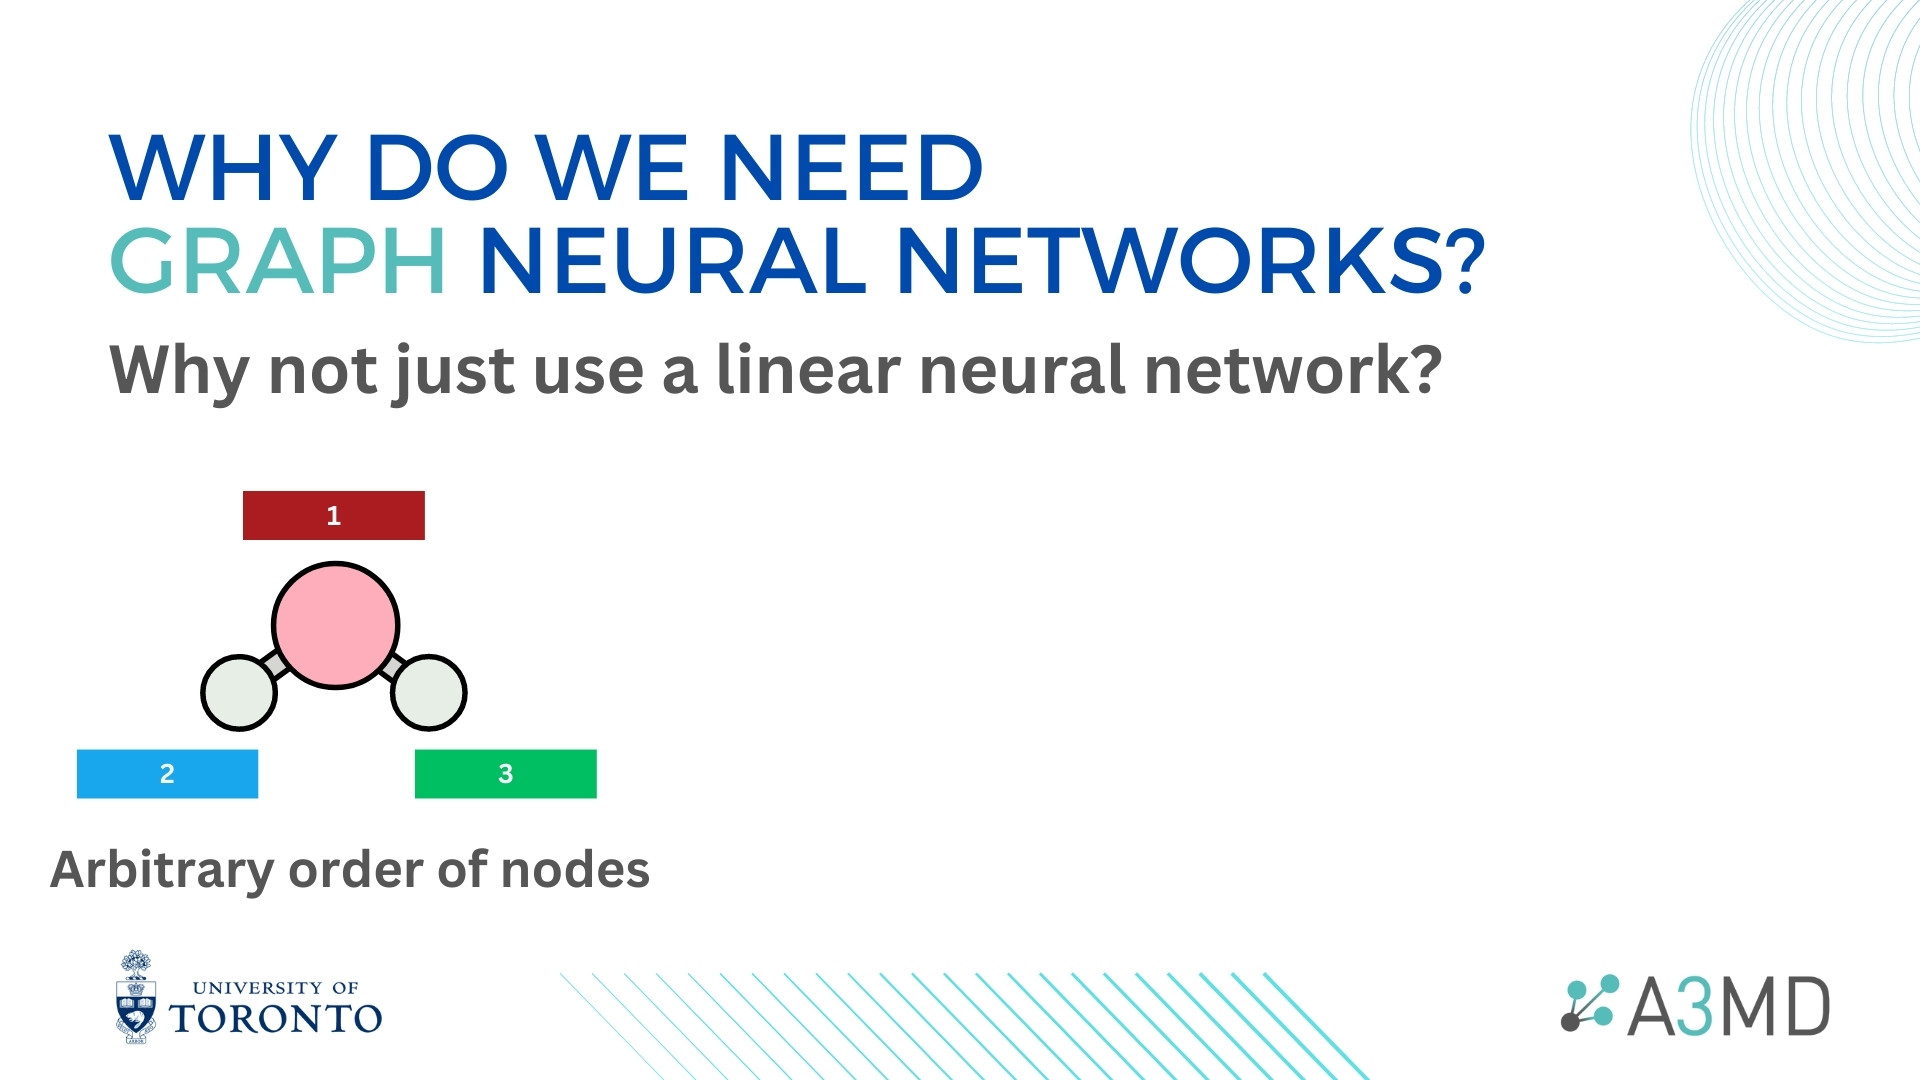 WHY DO WE NEED
GRAPH NEURAL NETWORKS?
Why not just use a linear neural network?
1
2
3
Arbitrary order of nodes
UNIVERSITY OF
TORONTO
A3MD